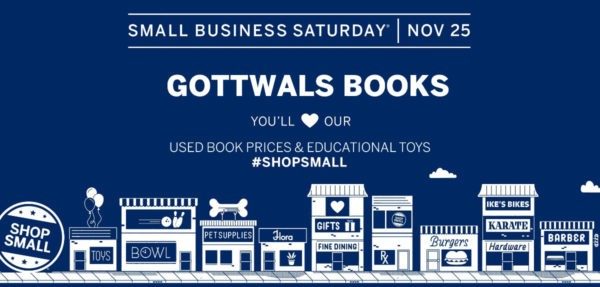 SMALL BUSINESS SATURDAY® | NOV 25
GOTTWALS BOOKS
YOU'LL ♥ OUR
USED BOOK PRICES & EDUCATIONAL TOYS
#SHOPSMALL
SHOP SMALL
TOYS
BOWL
PET SUPPLIES
flora
GIFTS
FINE DINING
Rx
Burgers
IKE'S BIKES
KARATE
Hardware
BARBER